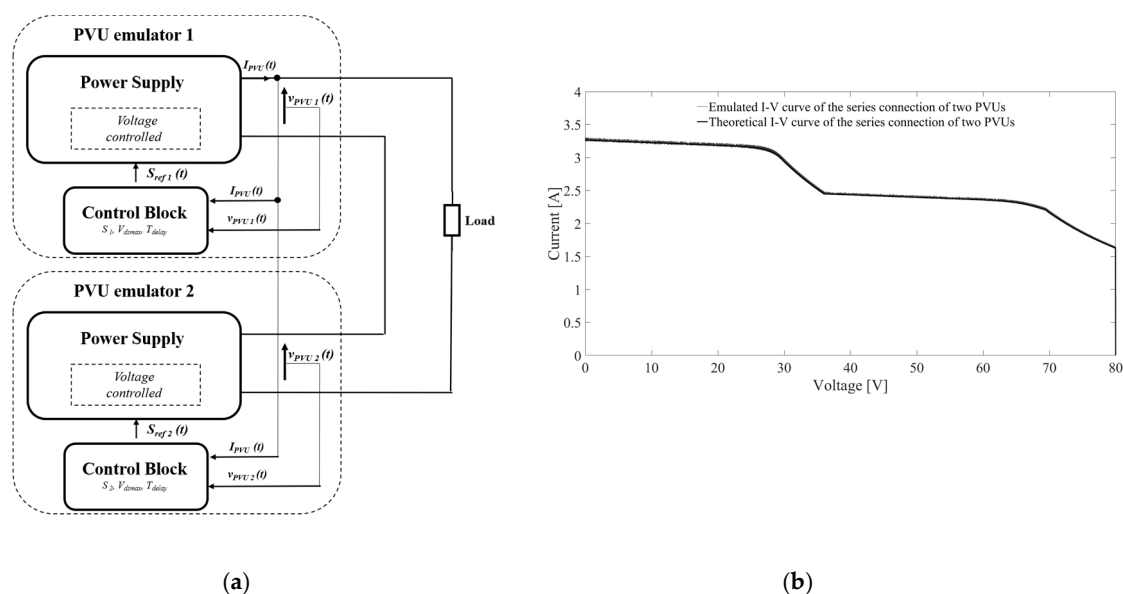 PVU emulator 1
Power Supply
Voltage
controlled
I_PVU(t)
v_PVU 1(t)
S_ref 1(t)
Control Block
S_1, V_dsmax, T_delay
I_PVU(t)
v_PVU 1(t)
Load
PVU emulator 2
Power Supply
Voltage
controlled
v_PVU 2(t)
S_ref 2(t)
Control Block
S_2, V_dsmax, T_delay
I_PVU(t)
v_PVU 2(t)
(a)
Emulated I-V curve of the series connection of two PVUs
Theoretical I-V curve of the series connection of two PVUs
4
3.5
3
2.5
2
1.5
1
0.5
0
Current [A]
0 10 20 30 40 50 60 70 80
Voltage [V]
(b)